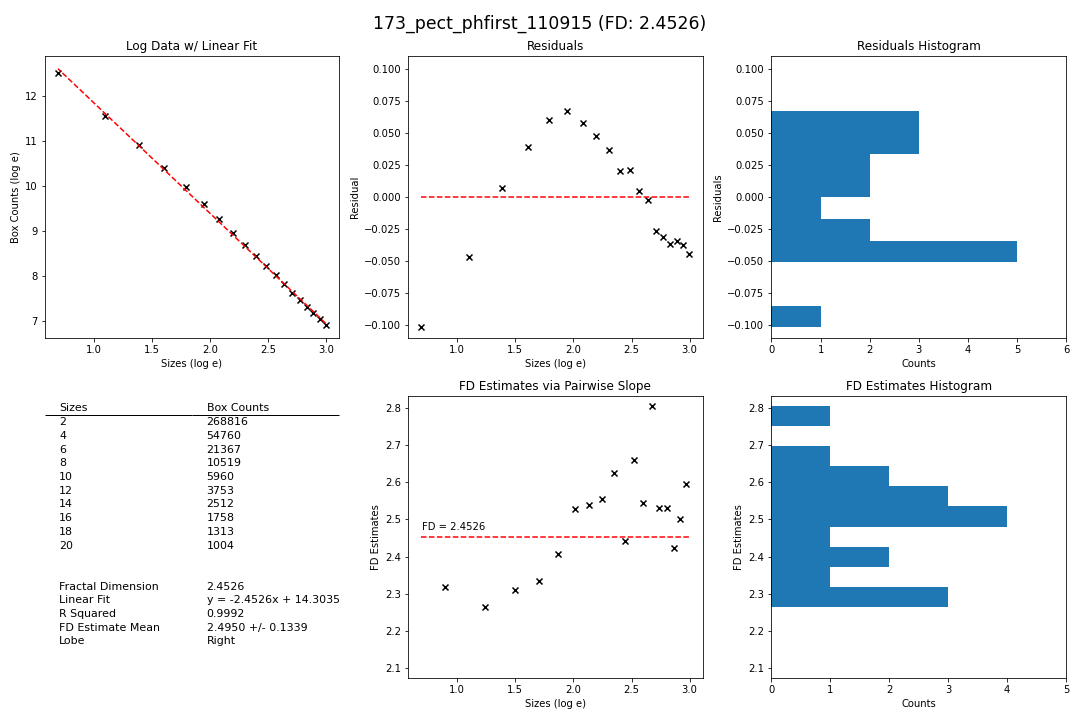 173_pect_phfirst_110915 (FD: 2.4526)
Log Data w/ Linear Fit
Box Counts (log e)
12
11
10
9
8
7
1.0 1.5 2.0 2.5 3.0
Sizes (log e)
Residuals
Residual
0.100
0.075
0.050
0.025
0.000
−0.025
−0.050
−0.075
−0.100
1.0 1.5 2.0 2.5 3.0
Sizes (log e)
Residuals Histogram
Residuals
0.100
0.075
0.050
0.025
0.000
−0.025
−0.050
−0.075
−0.100
0 1 2 3 4 5 6
Counts
Sizes Box Counts
2 268816
4 54760
6 21367
8 10519
10 5960
12 3753
14 2512
16 1758
18 1313
20 1004
Fractal Dimension 2.4526
Linear Fit y = -2.4526x + 14.3035
R Squared 0.9992
FD Estimate Mean 2.4950 +/- 0.1339
Lobe Right
FD Estimates via Pairwise Slope
FD Estimates
2.8
2.7
2.6
2.5
2.4
2.3
2.2
2.1
FD = 2.4526
1.0 1.5 2.0 2.5 3.0
Sizes (log e)
FD Estimates Histogram
FD Estimates
2.8
2.7
2.6
2.5
2.4
2.3
2.2
2.1
0 1 2 3 4 5
Counts